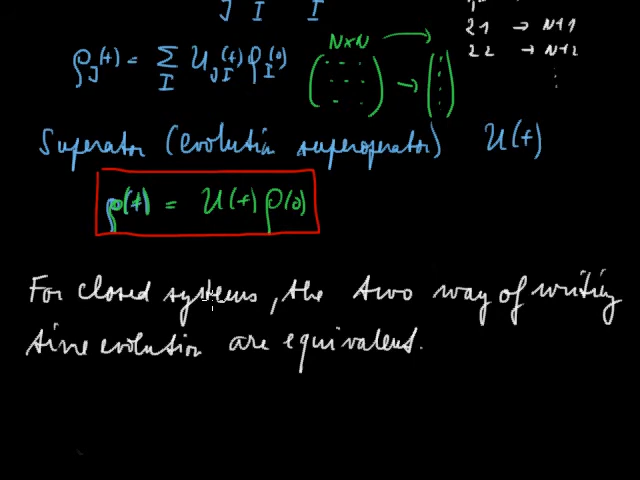 J I I
21 → N+1
22 → N+2
⋮
ρ_J(t) = Σ_I U_JI(t) ρ_I(0)
N×N
Superator (evolution superoperator) U(t)
ρ(t) = U(t) ρ(0)
For closed systems, the two way of writing
time evolution are equivalent.